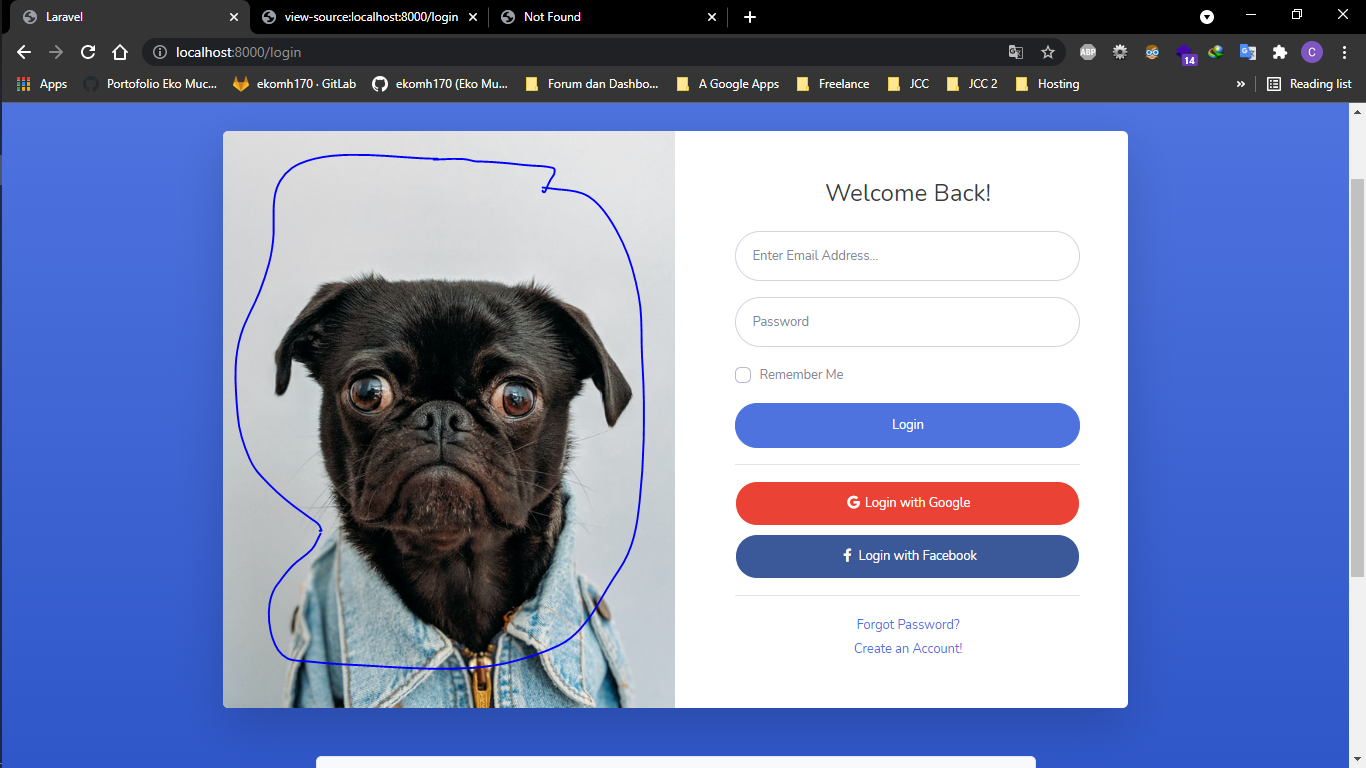 Laravel
view-source:localhost:8000/login
Not Found
localhost:8000/login
ABP
14
C
Apps
Portofolio Eko Muc...
ekomh170 · GitLab
ekomh170 (Eko Mu...
Forum dan Dashbo...
A Google Apps
Freelance
JCC
JCC 2
Hosting
»
Reading list
Welcome Back!
Enter Email Address...
Password
Remember Me
Login
G Login with Google
f Login with Facebook
Forgot Password?
Create an Account!